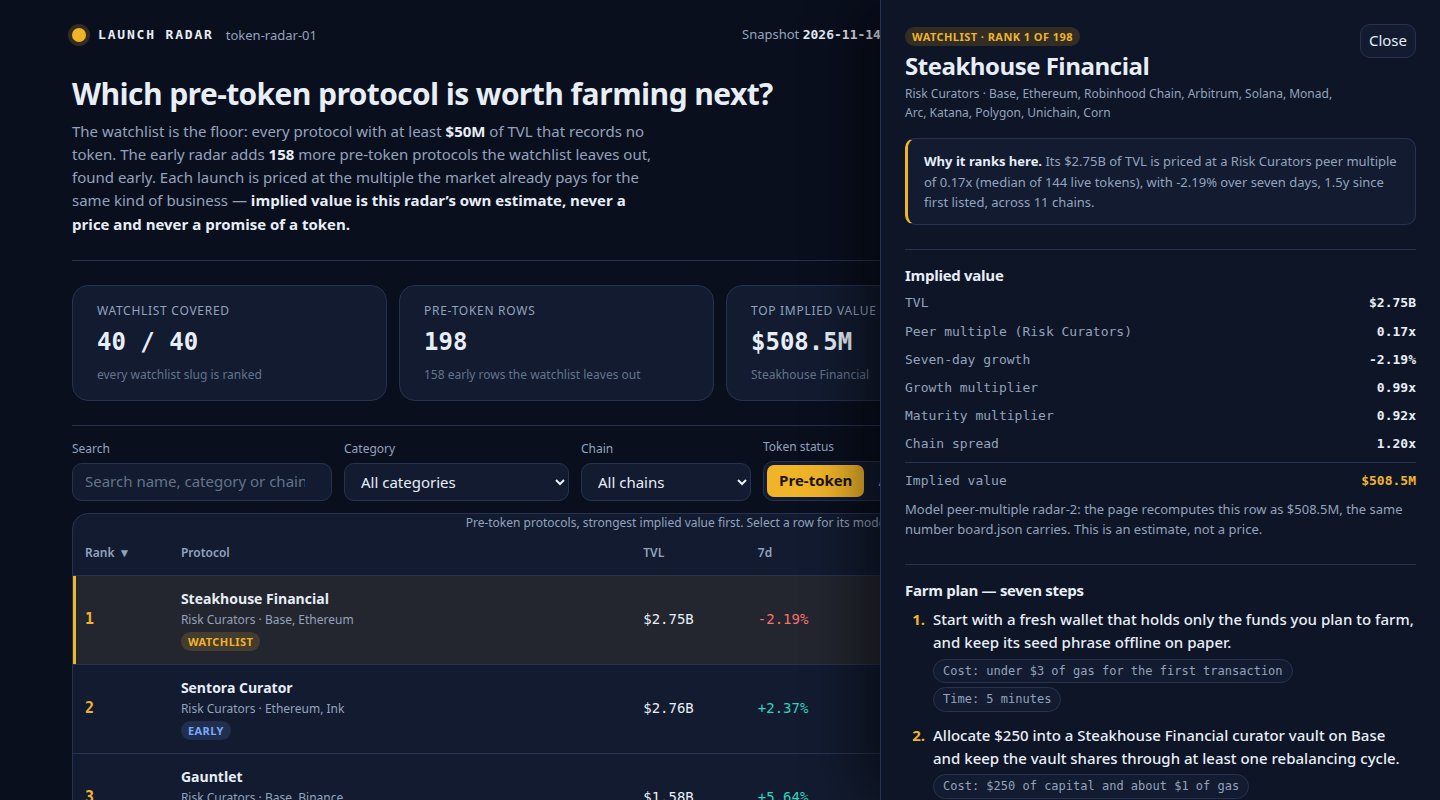 LAUNCH RADAR token-radar-01
Snapshot 2026-11-14
Which pre-token protocol is worth farming next?
The watchlist is the floor: every protocol with at least $50M of TVL that records no
token. The early radar adds 158 more pre-token protocols the watchlist leaves out,
found early. Each launch is priced at the multiple the market already pays for the
same kind of business — implied value is this radar’s own estimate, never a
price and never a promise of a token.
WATCHLIST COVERED
40 / 40
every watchlist slug is ranked
PRE-TOKEN ROWS
198
158 early rows the watchlist leaves out
TOP IMPLIED VALUE
$508.5M
Steakhouse Financial
Search
Category
Chain
Token status
Search name, category or chain
All categories
All chains
Pre-token
Pre-token protocols, strongest implied value first. Select a row for its
Rank ▼ Protocol TVL 7d
1
Steakhouse Financial
Risk Curators · Base, Ethereum
WATCHLIST
$2.75B
-2.19%
2
Sentora Curator
Risk Curators · Ethereum, Ink
EARLY
$2.76B
+2.37%
3
Gauntlet
Risk Curators · Base, Binance
$1.58B
+5.64%
WATCHLIST · RANK 1 OF 198
Close
Steakhouse Financial
Risk Curators · Base, Ethereum, Robinhood Chain, Arbitrum, Solana, Monad,
Arc, Katana, Polygon, Unichain, Corn
Why it ranks here. Its $2.75B of TVL is priced at a Risk Curators peer multiple
of 0.17x (median of 144 live tokens), with -2.19% over seven days, 1.5y since
first listed, across 11 chains.
Implied value
TVL $2.75B
Peer multiple (Risk Curators) 0.17x
Seven-day growth -2.19%
Growth multiplier 0.99x
Maturity multiplier 0.92x
Chain spread 1.20x
Implied value $508.5M
Model peer-multiple radar-2: the page recomputes this row as $508.5M, the same
number board.json carries. This is an estimate, not a price.
Farm plan — seven steps
1. Start with a fresh wallet that holds only the funds you plan to farm,
and keep its seed phrase offline on paper.
Cost: under $3 of gas for the first transaction
Time: 5 minutes
2. Allocate $250 into a Steakhouse Financial curator vault on Base
and keep the vault shares through at least one rebalancing cycle.
Cost: $250 of capital and about $1 of gas